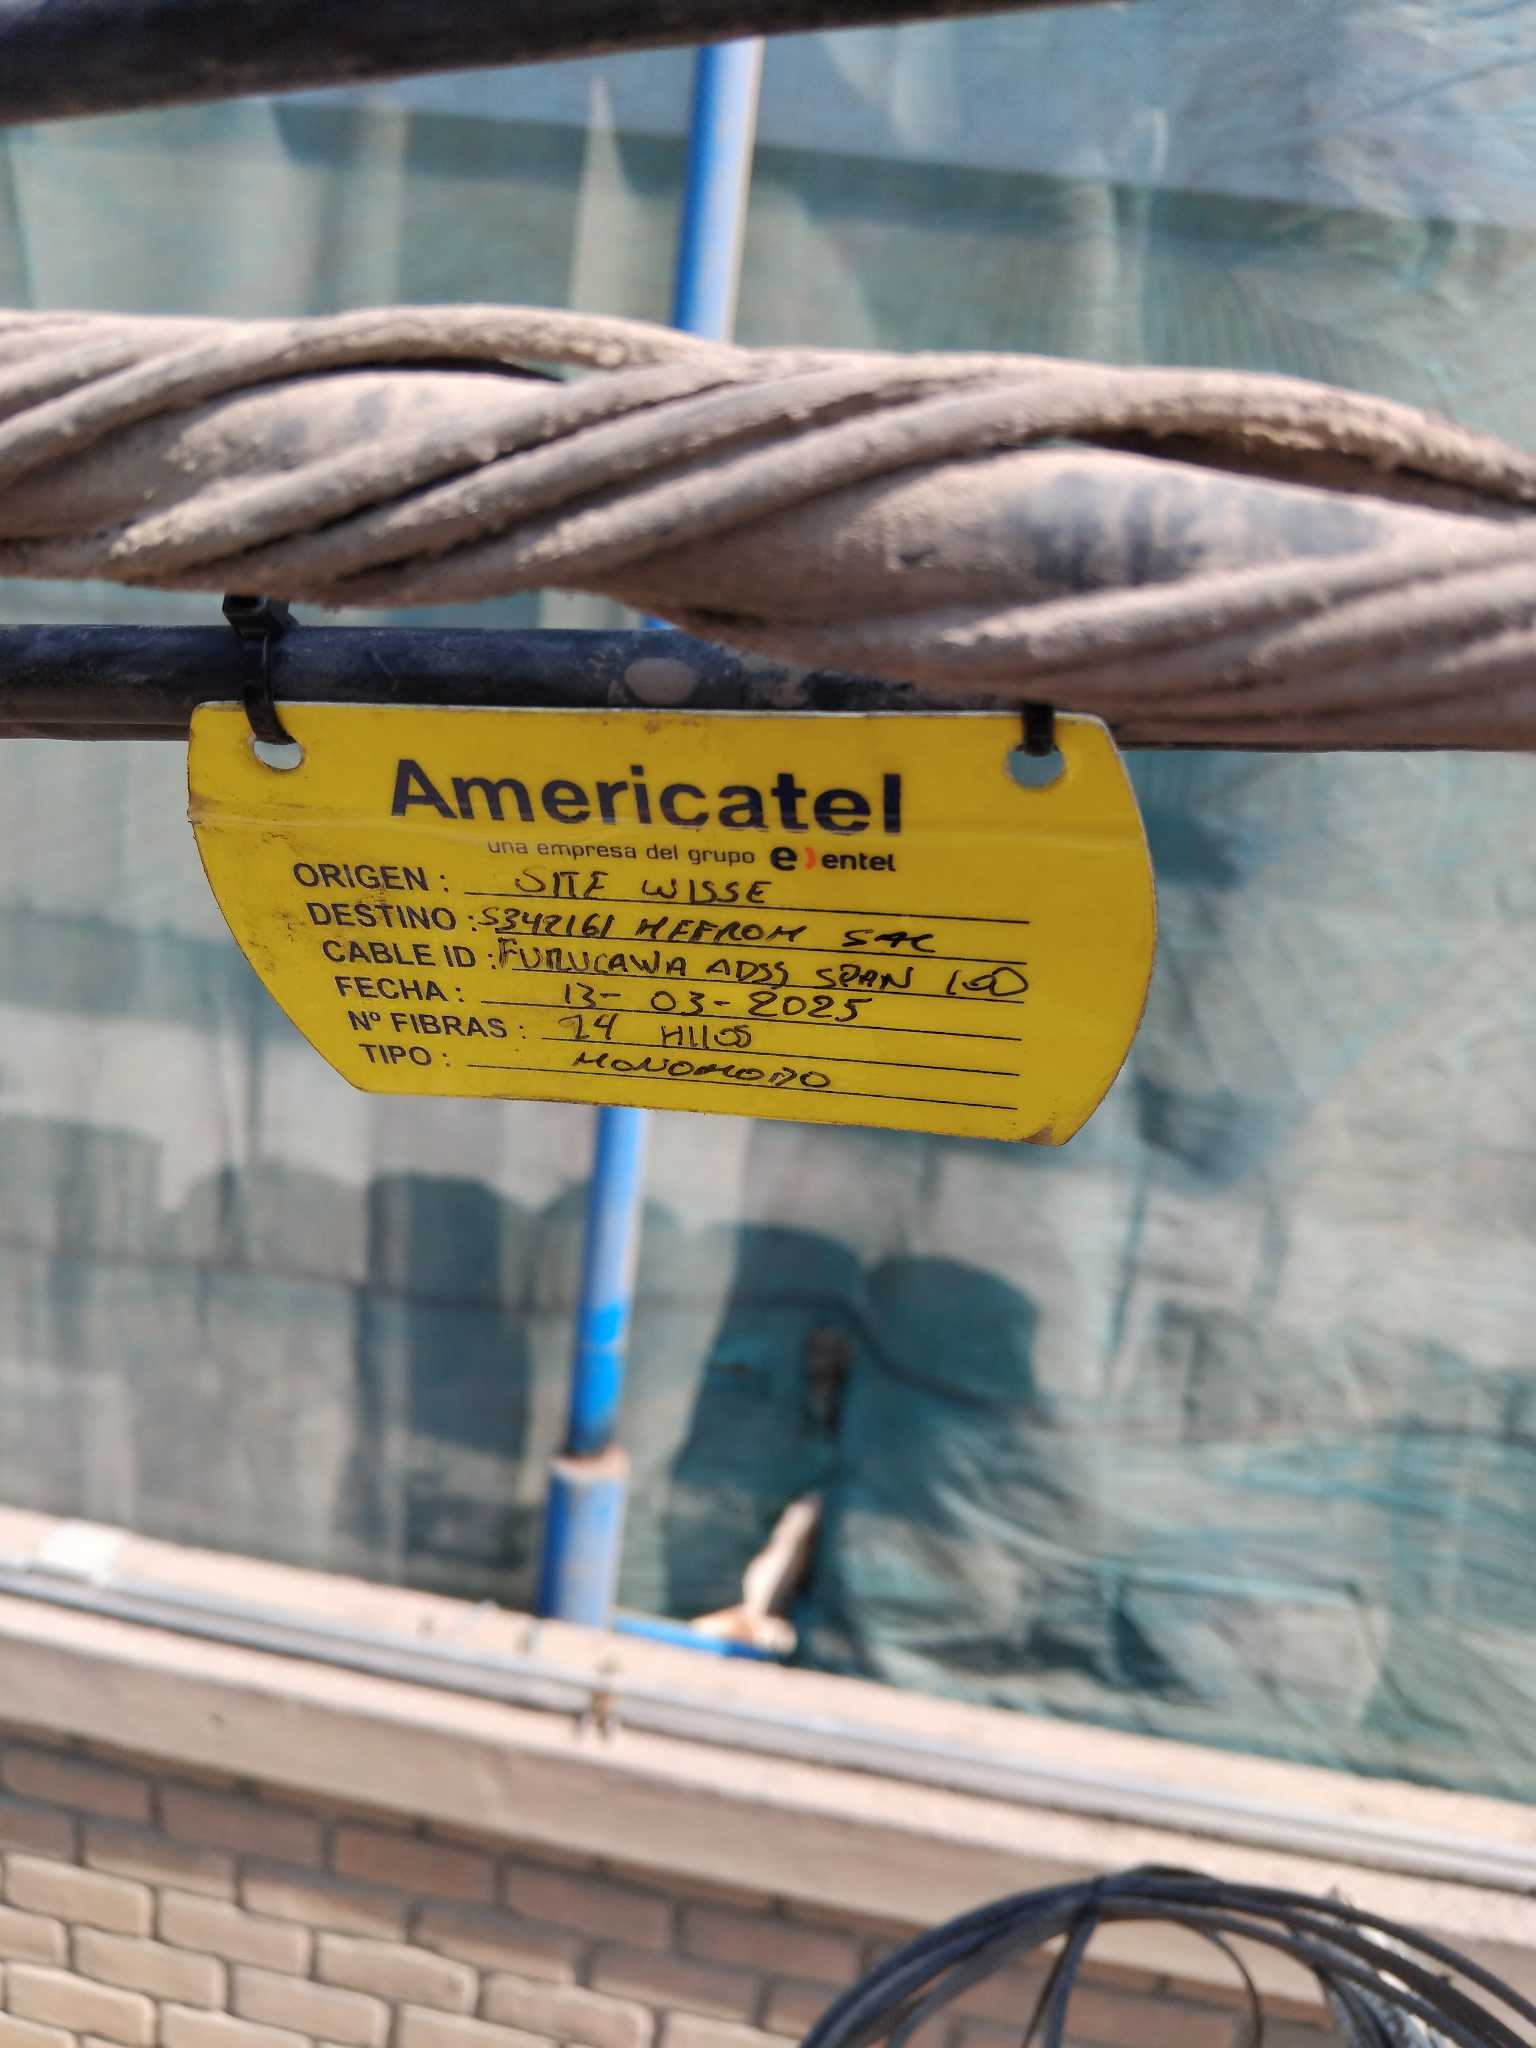 Americatel
una empresa del grupo e) entel
ORIGEN : SITE WISSE
DESTINO : S342161 MEFROM SAC
CABLE ID : FURUCAWA ADSS SPAN 100
FECHA : 13-03-2025
Nº FIBRAS : 24 HILOS
TIPO : MONOMODO